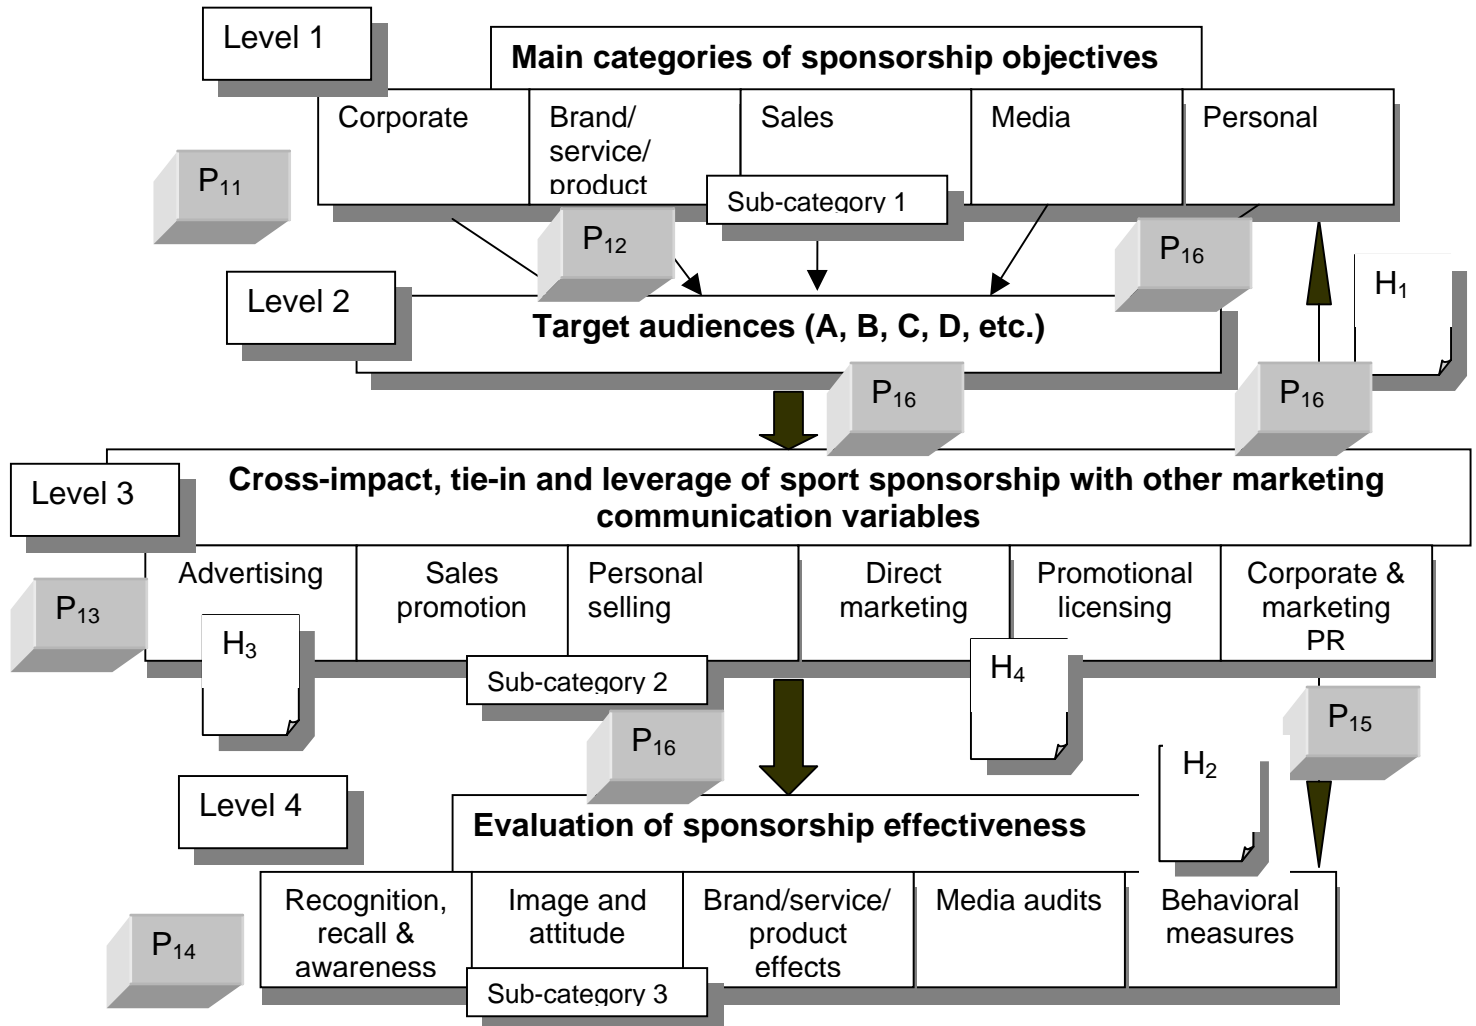 Level 1
Main categories of sponsorship objectives
Corporate
Brand/
service/
product
Sales
Media
Personal
P11
Sub-category 1
P12
P16
Level 2
H1
Target audiences (A, B, C, D, etc.)
P16
P16
Level 3
Cross-impact, tie-in and leverage of sport sponsorship with other marketing
communication variables
Advertising
Sales
promotion
Personal
selling
Direct
marketing
Promotional
licensing
Corporate &
marketing
PR
P13
H3
H4
Sub-category 2
P16
P15
H2
Level 4
Evaluation of sponsorship effectiveness
Recognition,
recall &
awareness
Image and
attitude
Brand/service/
product
effects
Media audits
Behavioral
measures
P14
Sub-category 3